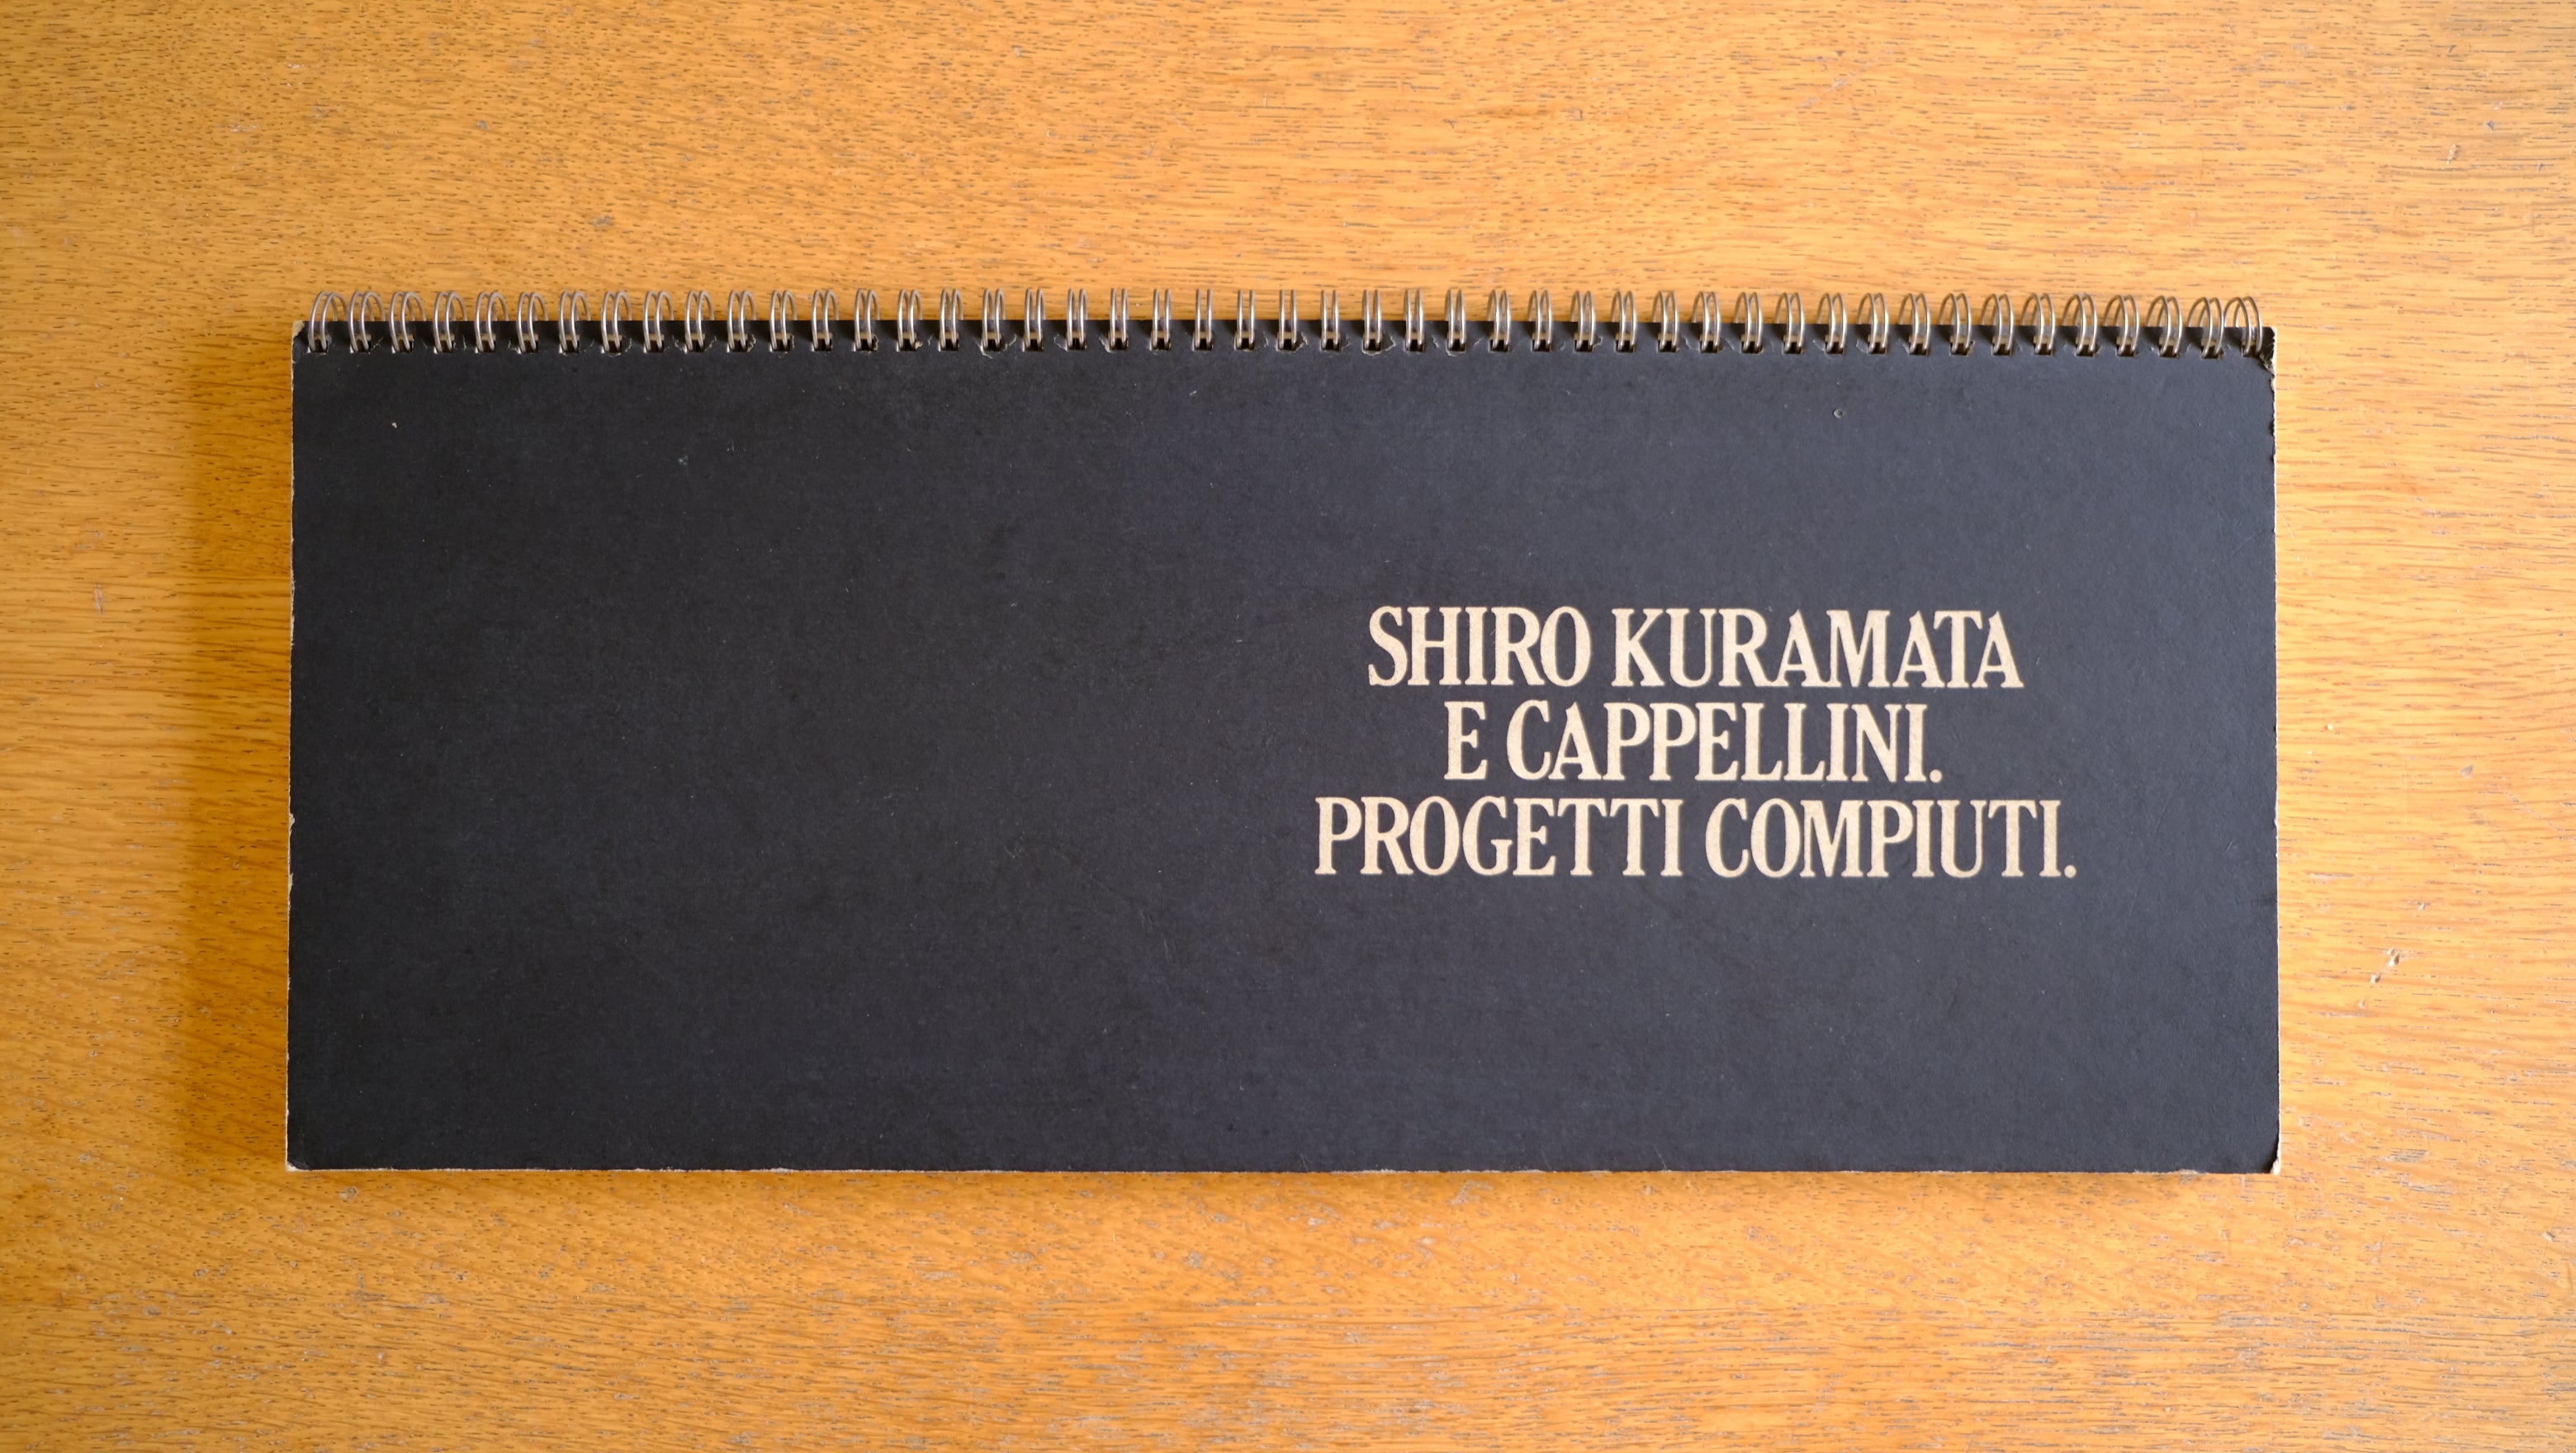 SHIRO KURAMATA
E CAPPELLINI.
PROGETTI COMPIUTI.